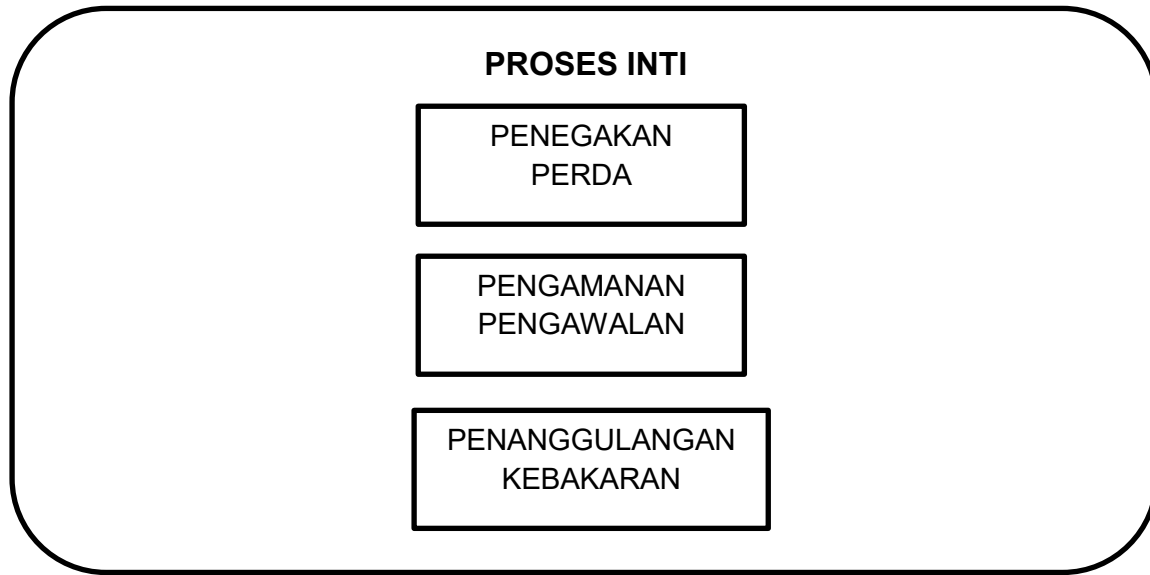 PROSES INTI
PENEGAKAN
PERDA
PENGAMANAN
PENGAWALAN
PENANGGULANGAN
KEBAKARAN